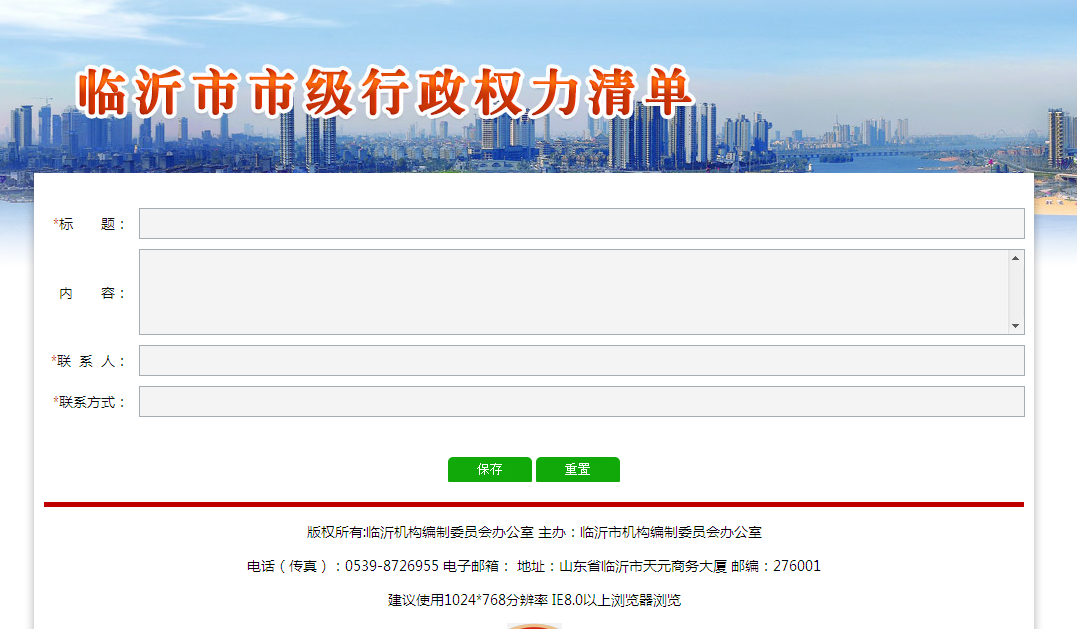 临沂市市级行政权力清单
*标 题：
内 容：
*联 系 人：
*联系方式：
保存 重置
版权所有:临沂机构编制委员会办公室 主办：临沂市机构编制委员会办公室
电话（传真）：0539-8726955 电子邮箱： 地址：山东省临沂市天元商务大厦 邮编：276001
建议使用1024*768分辨率 IE8.0以上浏览器浏览